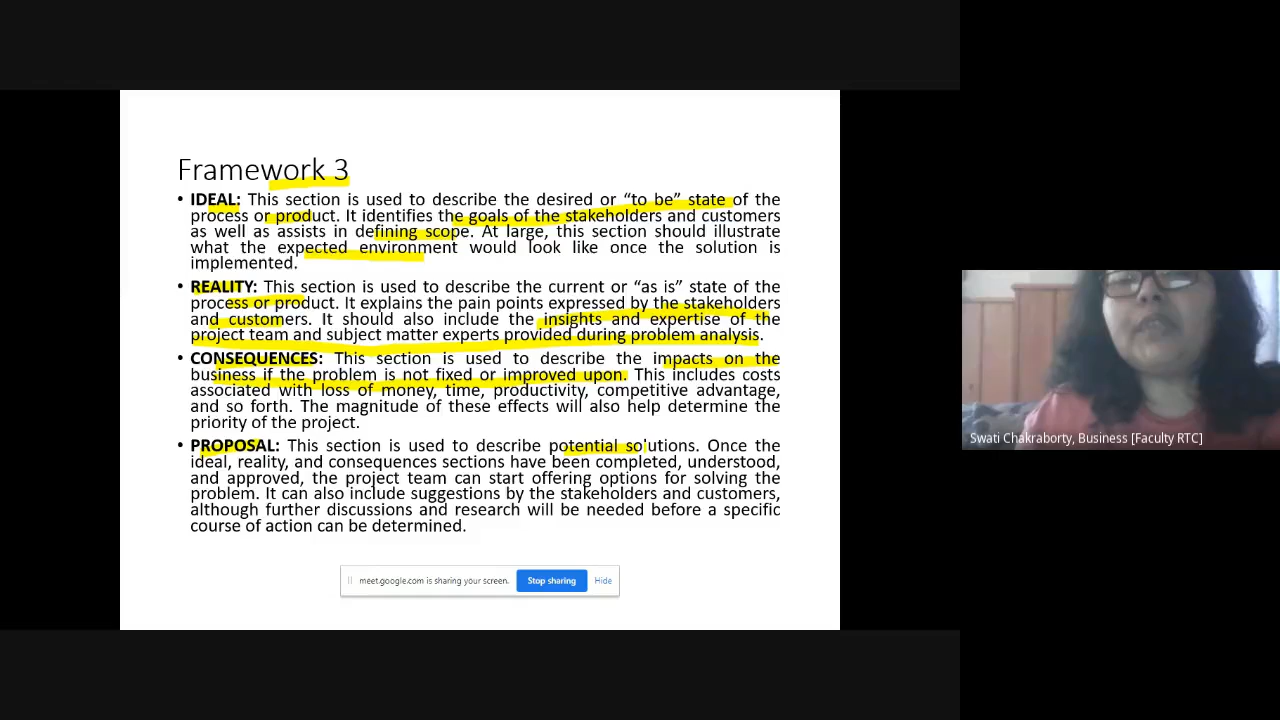 Framework 3
• IDEAL: This section is used to describe the desired or “to be” state of the
process or product. It identifies the goals of the stakeholders and customers
as well as assists in defining scope. At large, this section should illustrate
what the expected environment would look like once the solution is
implemented.
• REALITY: This section is used to describe the current or “as is” state of the
process or product. It explains the pain points expressed by the stakeholders
and customers. It should also include the insights and expertise of the
project team and subject matter experts provided during problem analysis.
• CONSEQUENCES: This section is used to describe the impacts on the
business if the problem is not fixed or improved upon. This includes costs
associated with loss of money, time, productivity, competitive advantage,
and so forth. The magnitude of these effects will also help determine the
priority of the project.
• PROPOSAL: This section is used to describe potential solutions. Once the
ideal, reality, and consequences sections have been completed, understood,
and approved, the project team can start offering options for solving the
problem. It can also include suggestions by the stakeholders and customers,
although further discussions and research will be needed before a specific
course of action can be determined.
meet.google.com is sharing your screen. Stop sharing Hide
Swati Chakraborty, Business [Faculty RTC]